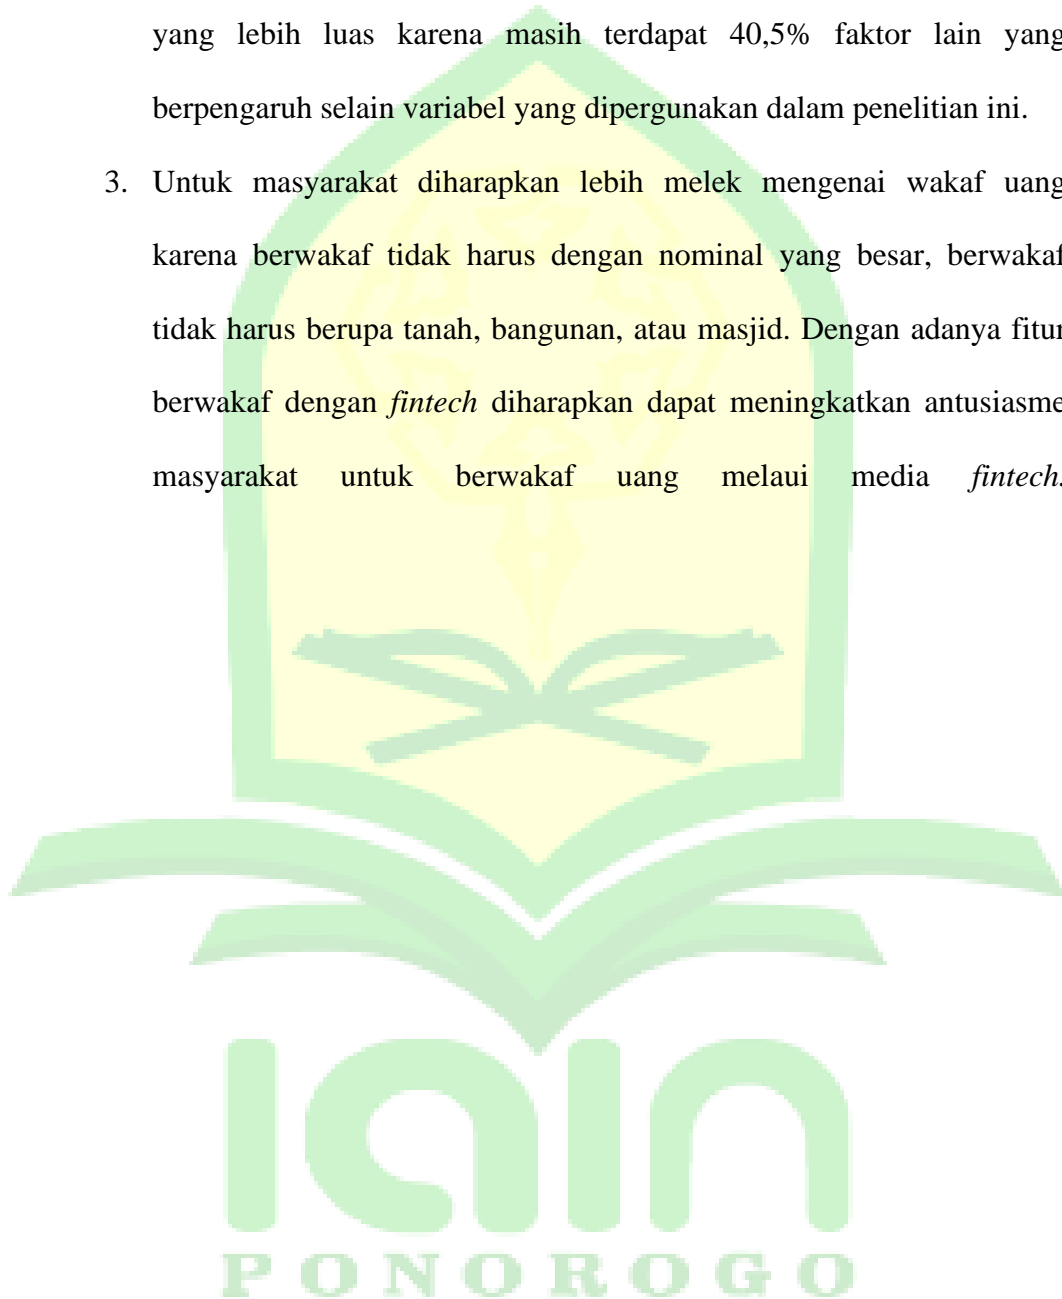 yang lebih luas karena masih terdapat 40,5% faktor lain yang
berpengaruh selain variabel yang dipergunakan dalam penelitian ini.
3. Untuk masyarakat diharapkan lebih melek mengenai wakaf uang
karena berwakaf tidak harus dengan nominal yang besar, berwakaf
tidak harus berupa tanah, bangunan, atau masjid. Dengan adanya fitur
berwakaf dengan fintech diharapkan dapat meningkatkan antusiasme
masyarakat untuk berwakaf uang melaui media fintech.
iain
PONOROGO